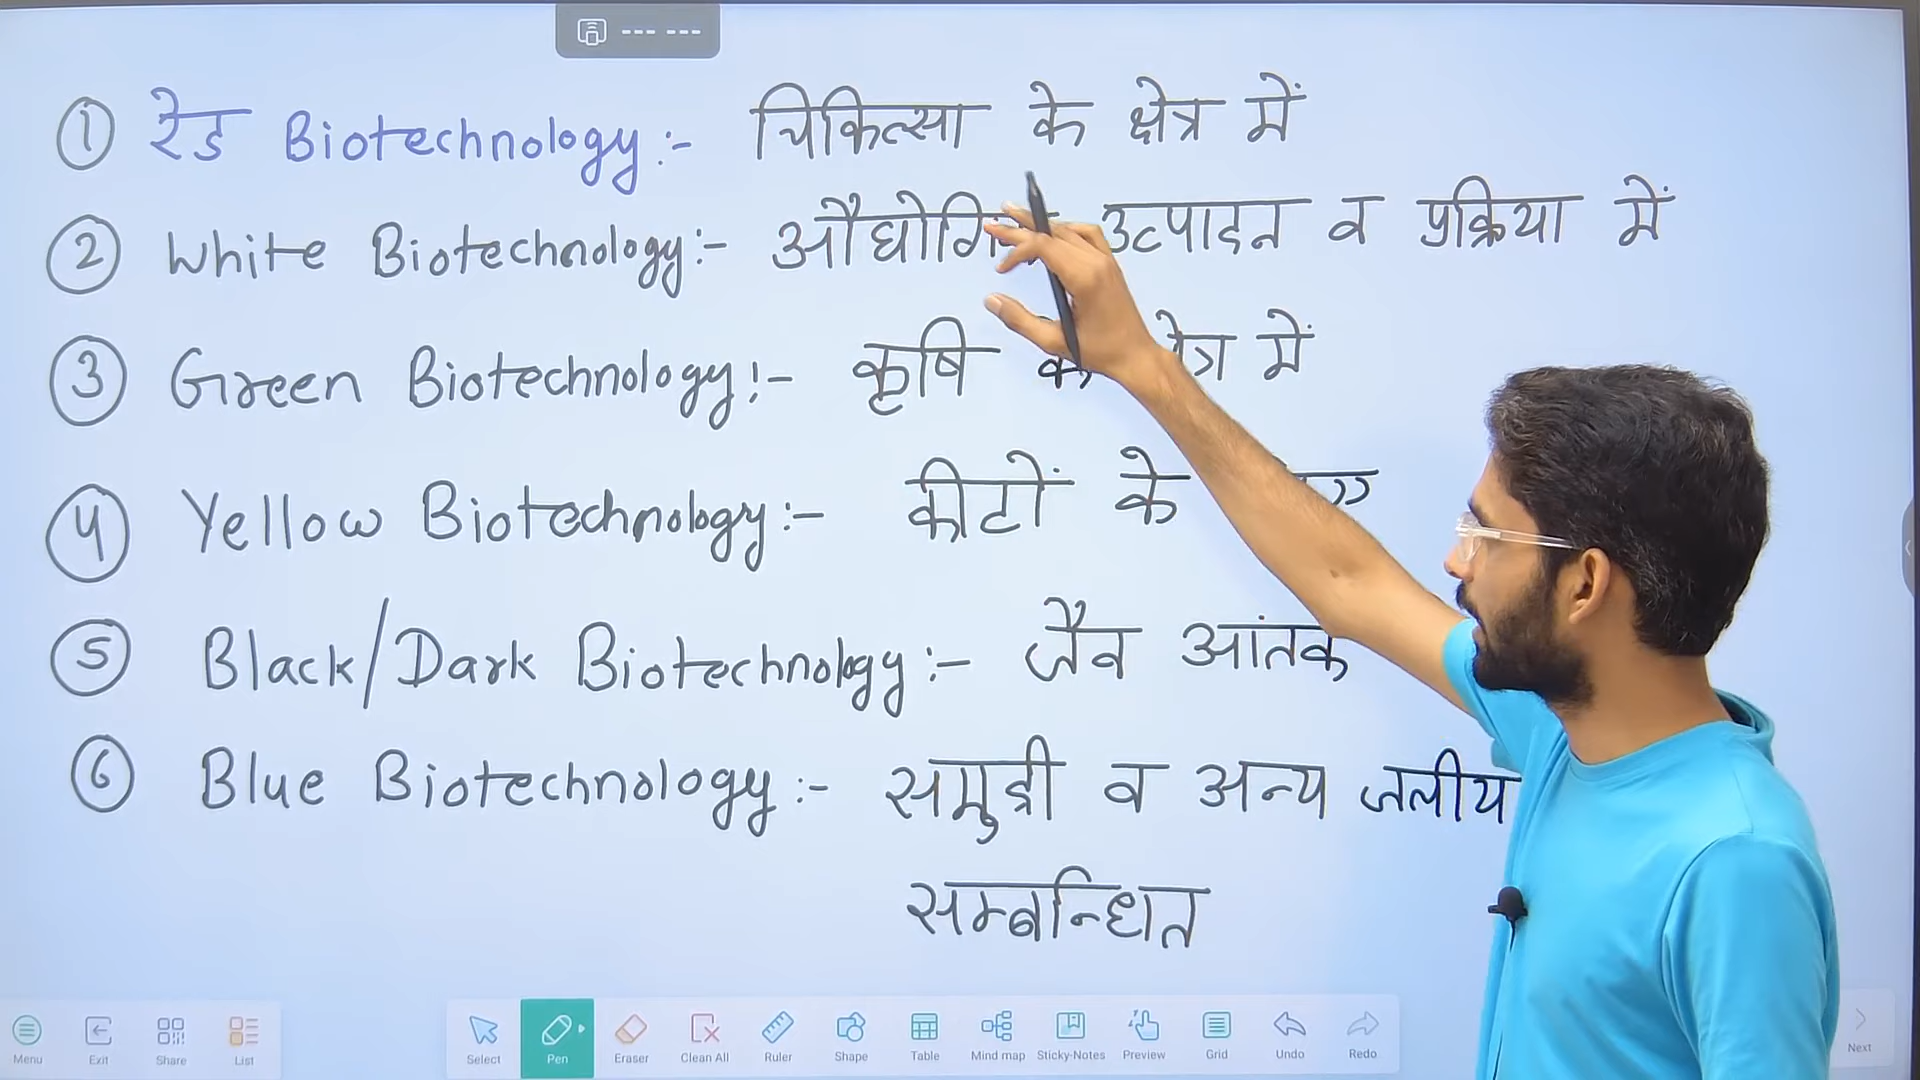 ① रेड Biotechnology:- चिकित्सा के क्षेत्र में
② White Biotechnology:- उत्पादन व प्रक्रिया में
③ Green Biotechnology:- कृषि में
④ Yellow Biotechnology:- कीटों के
⑤ Black/Dark Biotechnology:- जैव आंतक
⑥ Blue Biotechnology:- समुद्री व अन्य जलीय
सम्बन्धित
Menu Exit Share List Select Pen Eraser Clean All Ruler Shape Table Mind map Sticky-Notes Preview Grid Undo Redo Next